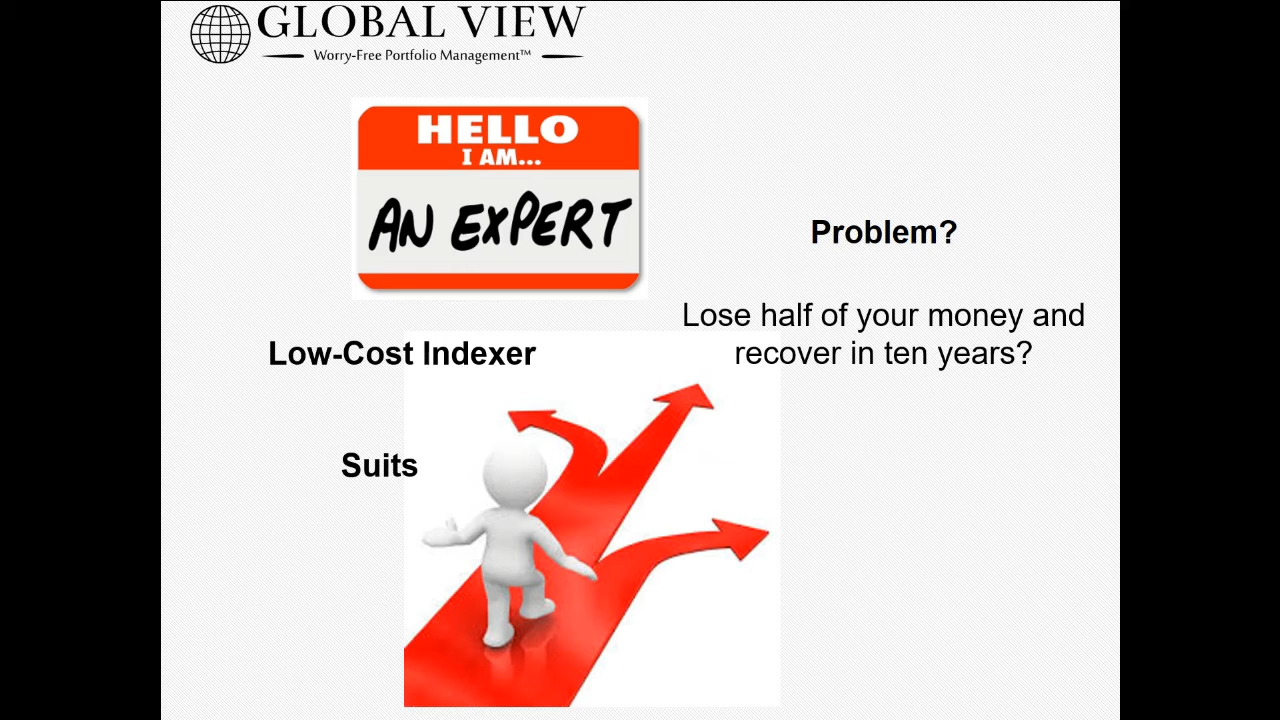 GLOBAL VIEW
Worry-Free Portfolio Management™
HELLO
I AM...
AN EXPERT
Problem?
Lose half of your money and
recover in ten years?
Low-Cost Indexer
Suits